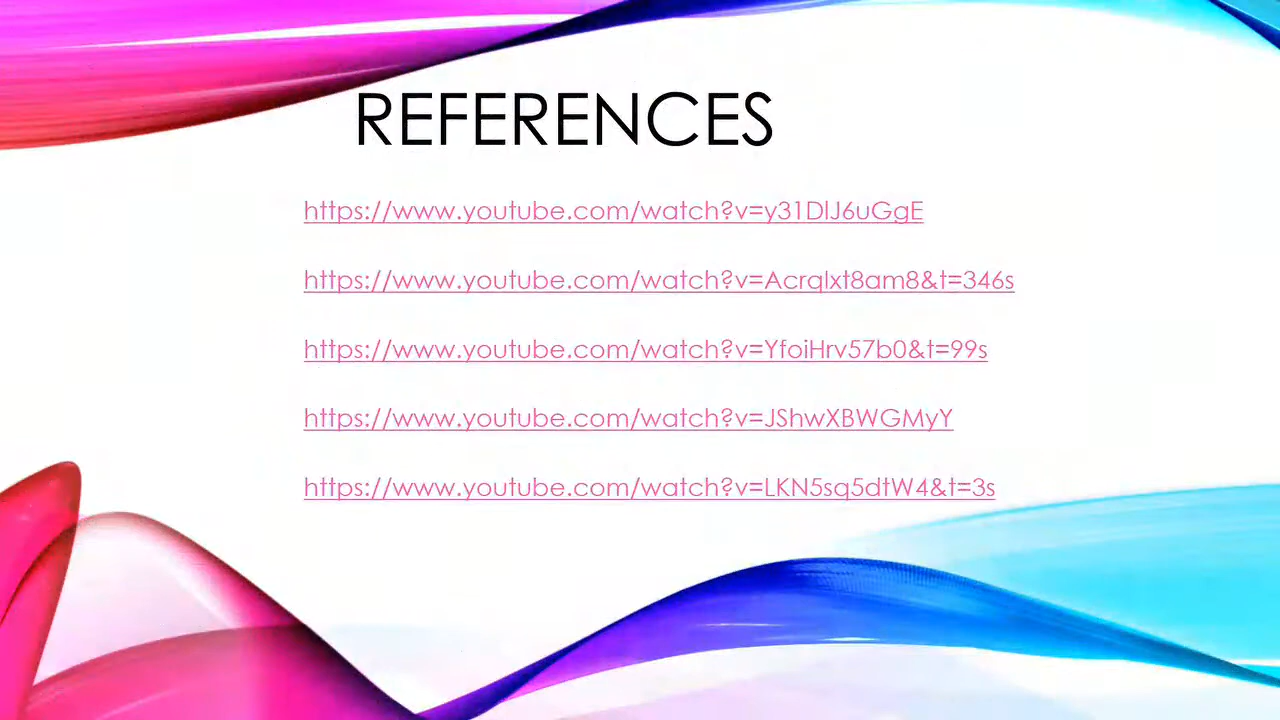 REFERENCES
https://www.youtube.com/watch?v=y31DlJ6uGgE
https://www.youtube.com/watch?v=Acrqlxt8am8&t=346s
https://www.youtube.com/watch?v=YfoiHrv57b0&t=99s
https://www.youtube.com/watch?v=JShwXBWGMyY
https://www.youtube.com/watch?v=LKN5sq5dtW4&t=3s